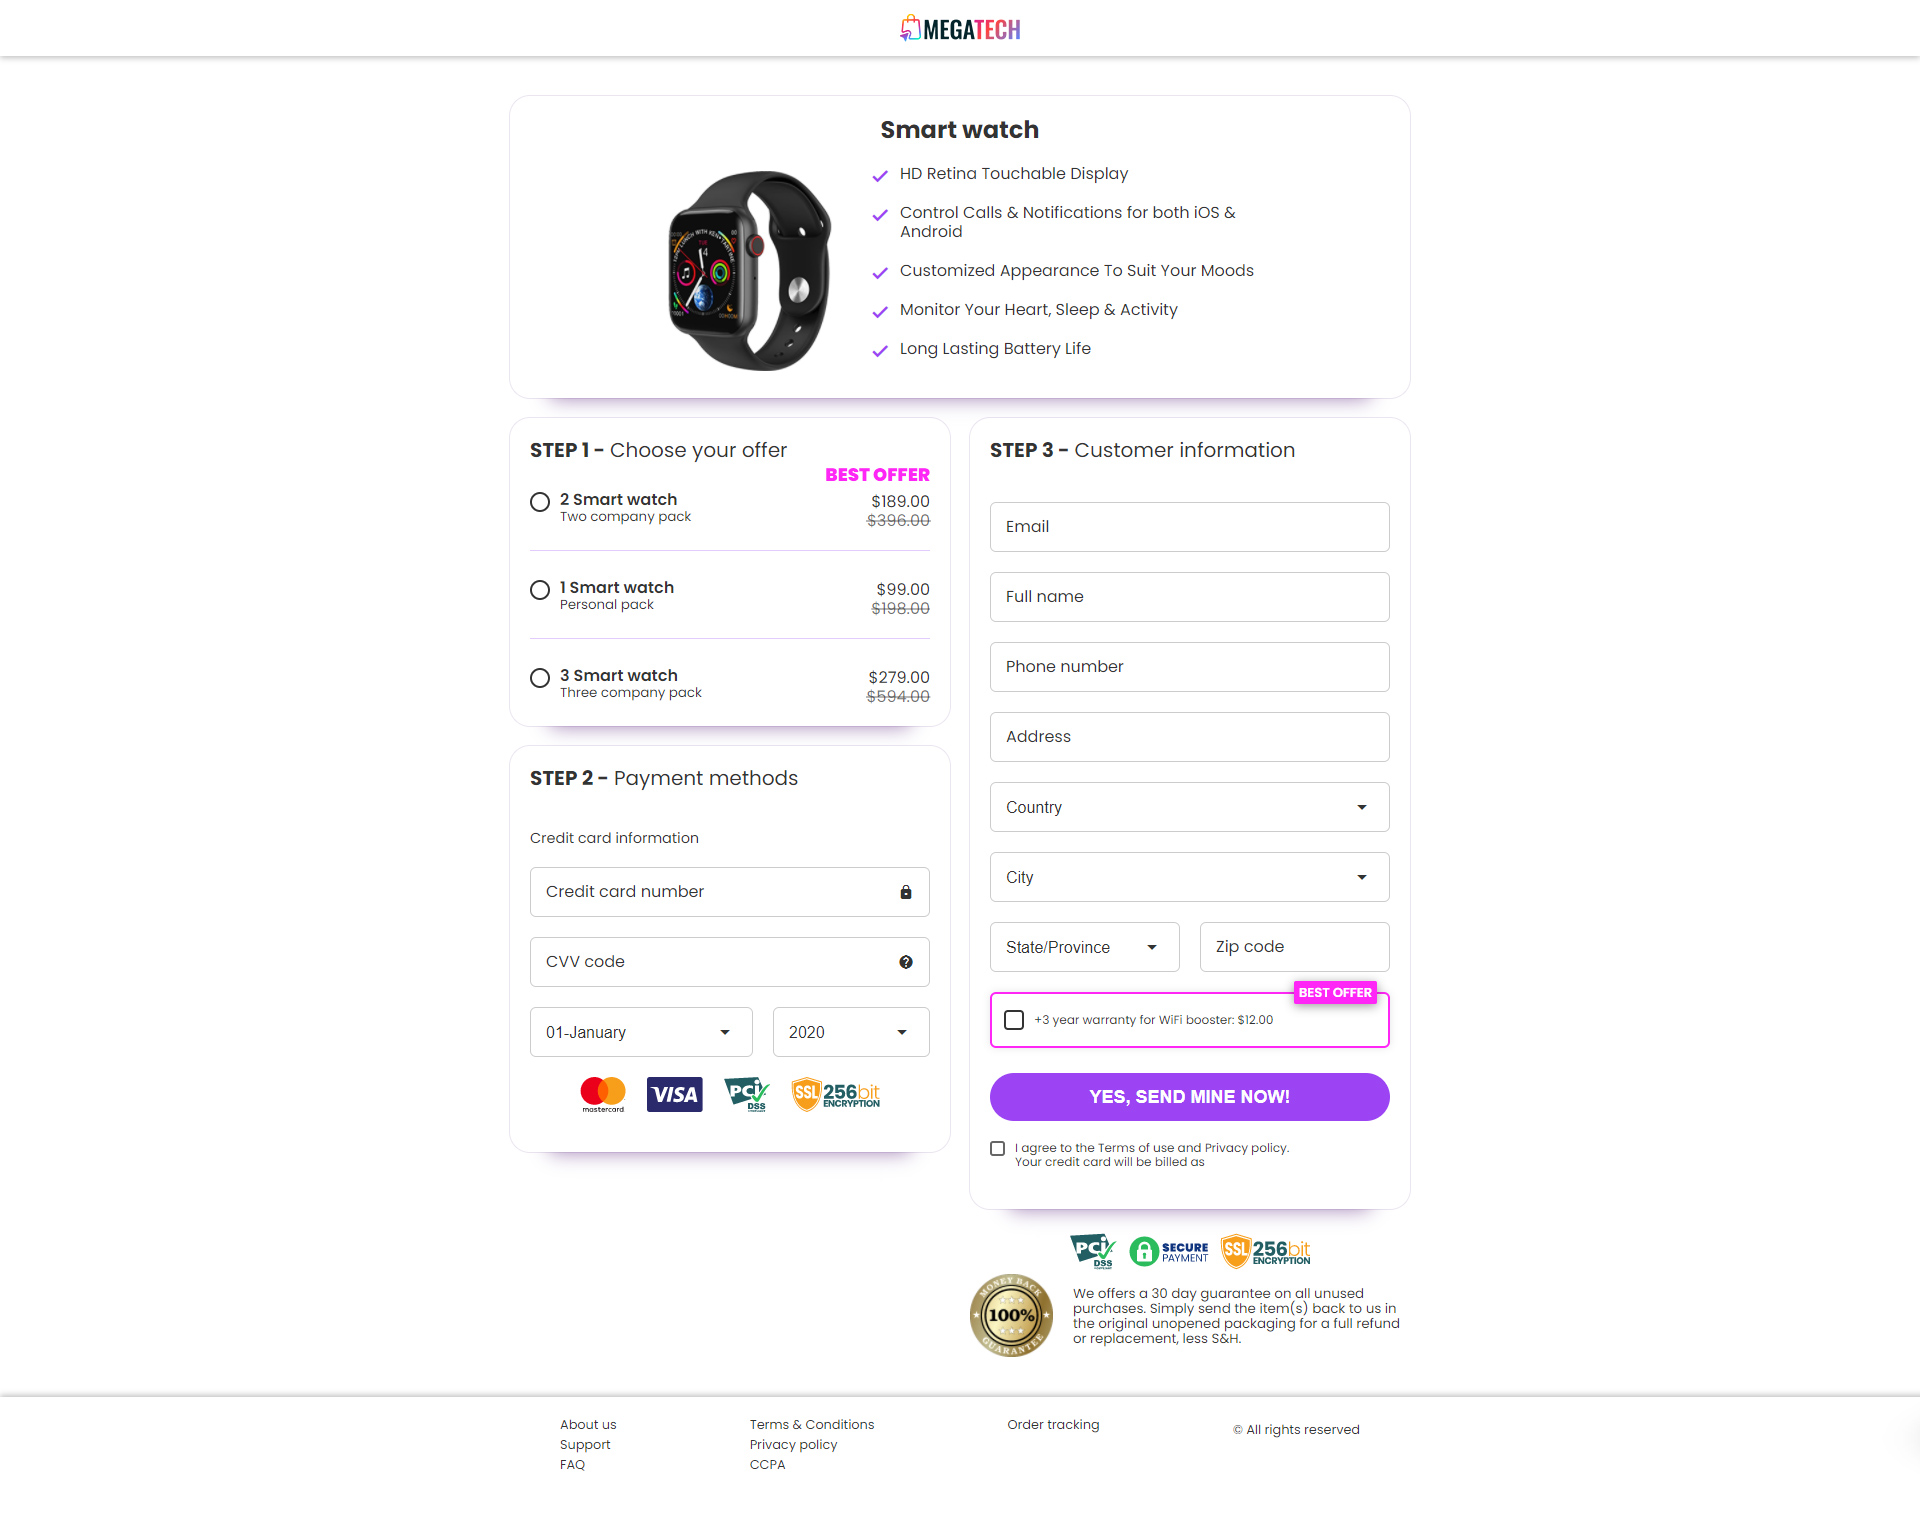 MEGATECH
Smart watch
HD Retina Touchable Display
Control Calls & Notifications for both iOS &
Android
Customized Appearance To Suit Your Moods
Monitor Your Heart, Sleep & Activity
Long Lasting Battery Life
STEP 1 - Choose your offer
BEST OFFER
2 Smart watch
$189.00
Two company pack
$396.00
1 Smart watch
$99.00
Personal pack
$198.00
3 Smart watch
$279.00
Three company pack
$594.00
STEP 2 - Payment methods
Credit card information
Credit card number
CVV code
01-January
2020
mastercard
VISA
PCi
DSS
SSL 256bit
ENCRYPTION
STEP 3 - Customer information
Email
Full name
Phone number
Address
Country
City
State/Province
Zip code
BEST OFFER
+3 year warranty for WiFi booster: $12.00
YES, SEND MINE NOW!
I agree to the Terms of use and Privacy policy.
Your credit card will be billed as
PCi
DSS
SECURE
PAYMENT
SSL 256bit
ENCRYPTION
MONEY BACK
100%
GUARANTEE
We offers a 30 day guarantee on all unused
purchases. Simply send the item(s) back to us in
the original unopened packaging for a full refund
or replacement, less S&H.
About us
Support
FAQ
Terms & Conditions
Privacy policy
CCPA
Order tracking
© All rights reserved